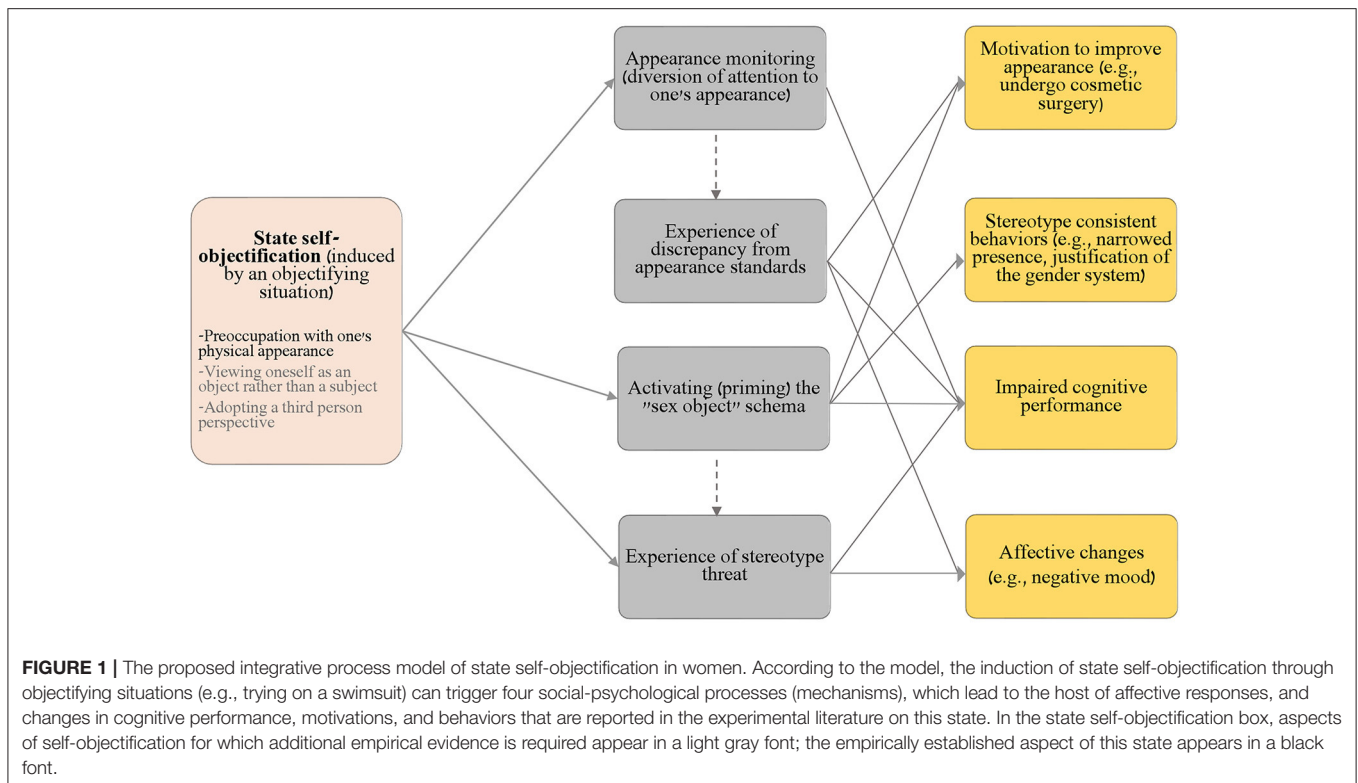 State self-
objectification (induced
by an objectifying
situation)
-Preoccupation with one's
physical appearance
-Viewing oneself as an
object rather than a subject
-Adopting a third person
perspective
Appearance monitoring
(diversion of attention to
one's appearance)
Experience of
discrepancy from
appearance standards
Activating (priming) the
"sex object" schema
Experience of stereotype
threat
Motivation to improve
appearance (e.g.,
undergo cosmetic
surgery)
Stereotype consistent
behaviors (e.g., narrowed
presence, justification of
the gender system)
Impaired cognitive
performance
Affective changes
(e.g., negative mood)
FIGURE 1 | The proposed integrative process model of state self-objectification in women. According to the model, the induction of state self-objectification through
objectifying situations (e.g., trying on a swimsuit) can trigger four social-psychological processes (mechanisms), which lead to the host of affective responses, and
changes in cognitive performance, motivations, and behaviors that are reported in the experimental literature on this state. In the state self-objectification box, aspects
of self-objectification for which additional empirical evidence is required appear in a light gray font; the empirically established aspect of this state appears in a black
font.